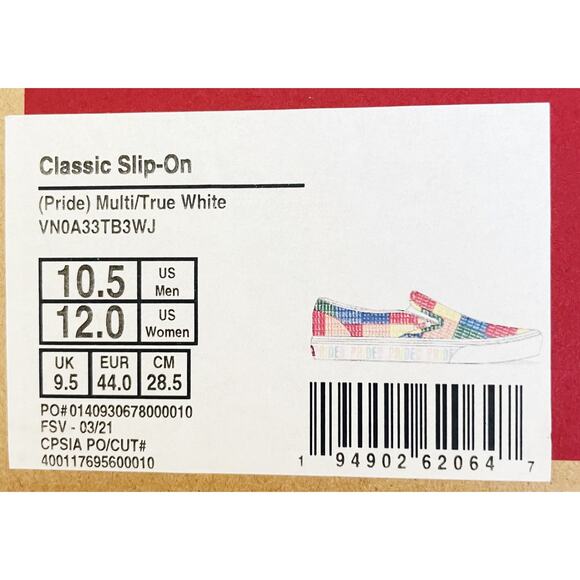 Classic Slip-On
(Pride) Multi/True White
VN0A33TB3WJ
10.5 US Men
12.0 US Women
UK 9.5 EUR 44.0 CM 28.5
PO# 0140930678000010
FSV - 03/21
CPSIA PO/CUT#
400117695600010
1 94902 62064 7